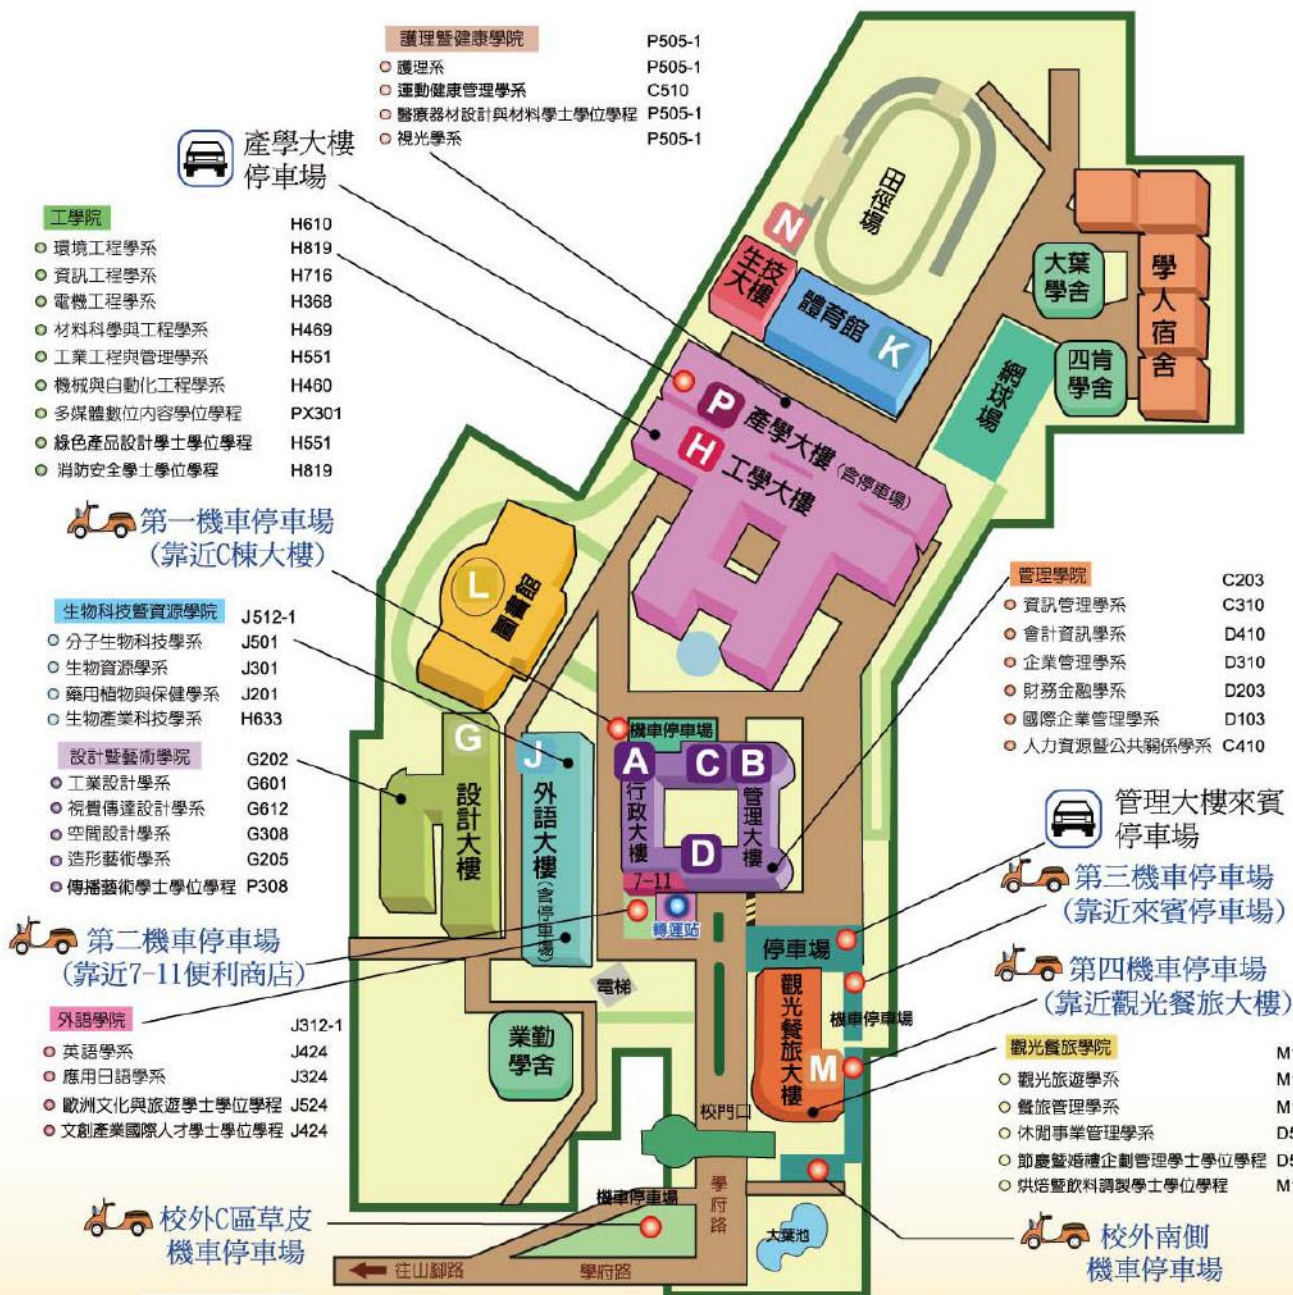 護理暨健康學院 P505-1
護理系 P505-1
運動健康管理學系 C510
醫療器材設計與材料學士學位學程 P505-1
視光學系 P505-1
產學大樓
停車場
工學院 H610
環境工程學系 H819
資訊工程學系 H716
電機工程學系 H368
材料科學與工程學系 H469
工業工程與管理學系 H551
機械與自動化工程學系 H460
多媒體數位內容學位學程 PX301
綠色產品設計學士學位學程 H551
消防安全學士學位學程 H819
第一機車停車場
(靠近C棟大樓)
生物科技暨資源學院 J512-1
分子生物科技學系 J501
生物資源學系 J301
藥用植物與保健學系 J201
生物產業科技學系 H633
設計暨藝術學院 G202
工業設計學系 G601
視覺傳達設計學系 G612
空間設計學系 G308
造形藝術學系 G205
傳播藝術學士學位學程 P308
第二機車停車場
(靠近7-11便利商店)
外語學院 J312-1
英語學系 J424
應用日語學系 J324
歐洲文化與旅遊學士學位學程 J524
文創產業國際人才學士學位學程 J424
校外C區草皮
機車停車場
田徑場
N
生技大樓
體育館 K
大葉學舍
學人宿舍
四肯學舍
網球場
P 產學大樓(含停車場)
H 工學大樓
L
圖書館
G
設計大樓
J
外語大樓(含停車場)
機車停車場
A
行政大樓
C
B
管理大樓
D
7-11
轉運站
電梯
業勤學舍
停車場
觀光餐旅大樓
M
機車停車場
校門口
學府路
機車停車場
大葉池
往山腳路
學府路
管理學院 C203
資訊管理學系 C310
會計資訊學系 D410
企業管理學系 D310
財務金融學系 D203
國際企業管理學系 D103
人力資源暨公共關係學系 C410
管理大樓來賓
停車場
第三機車停車場
(靠近來賓停車場)
第四機車停車場
(靠近觀光餐旅大樓)
觀光餐旅學院
觀光旅遊學系
餐旅管理學系
休閒事業管理學系
節慶暨婚禮企劃管理學士學位學程
烘焙暨飲料調製學士學位學程
校外南側
機車停車場